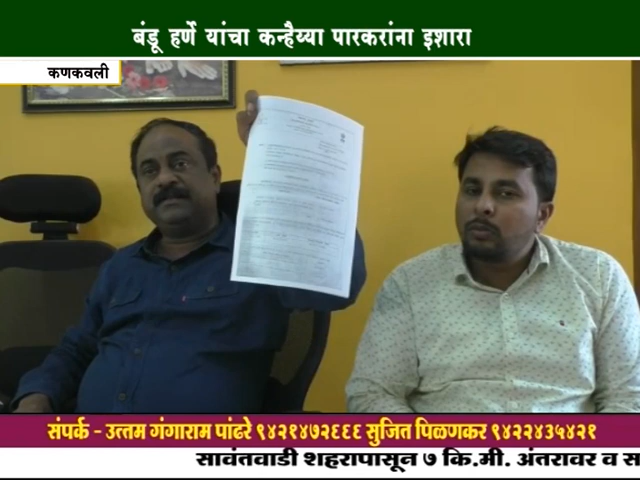 बंडू हर्णे यांचा कन्हैय्या पारकरांना इशारा
कणकवली
संपर्क - उत्तम गंगाराम पांढरे ९४२१४७२६६६ सुजित पिळणकर ९४२२४३५४२१
सावंतवाडी शहरापासून ७ कि.मी. अंतरावर व स